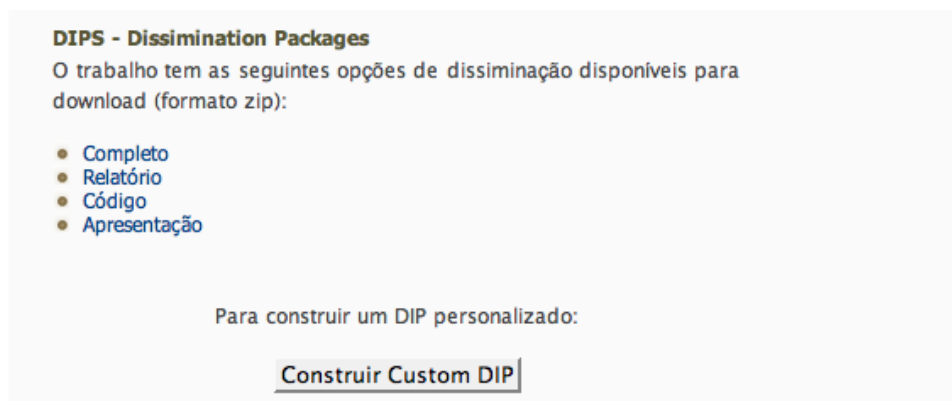 DIPS - Dissimination Packages
O trabalho tem as seguintes opções de dissiminação disponíveis para
download (formato zip):
Completo
Relatório
Código
Apresentação
Para construir um DIP personalizado:
Construir Custom DIP